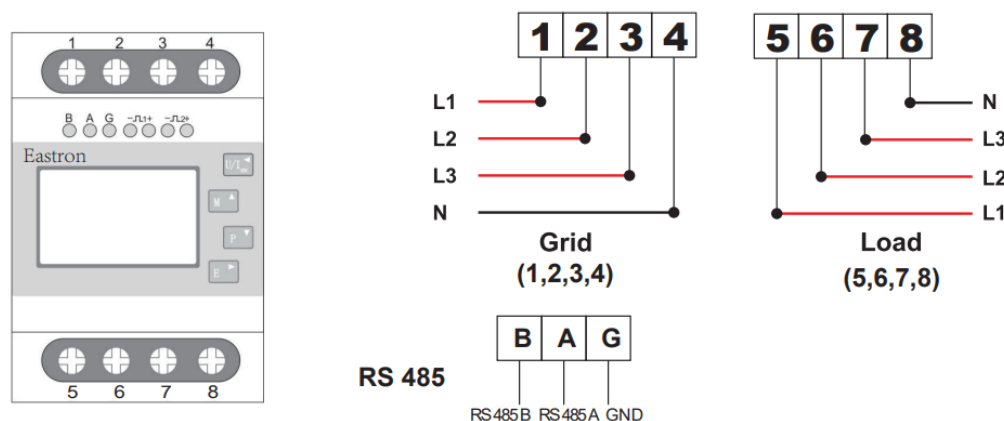 1 2 3 4
B A G -⎍1+ -⎍2+
Eastron
U/I
M
P
E
5 6 7 8
1 2 3 4
L1
L2
L3
N
Grid
(1,2,3,4)
5 6 7 8
N
L3
L2
L1
Load
(5,6,7,8)
RS 485
B A G
RS485B RS485A GND